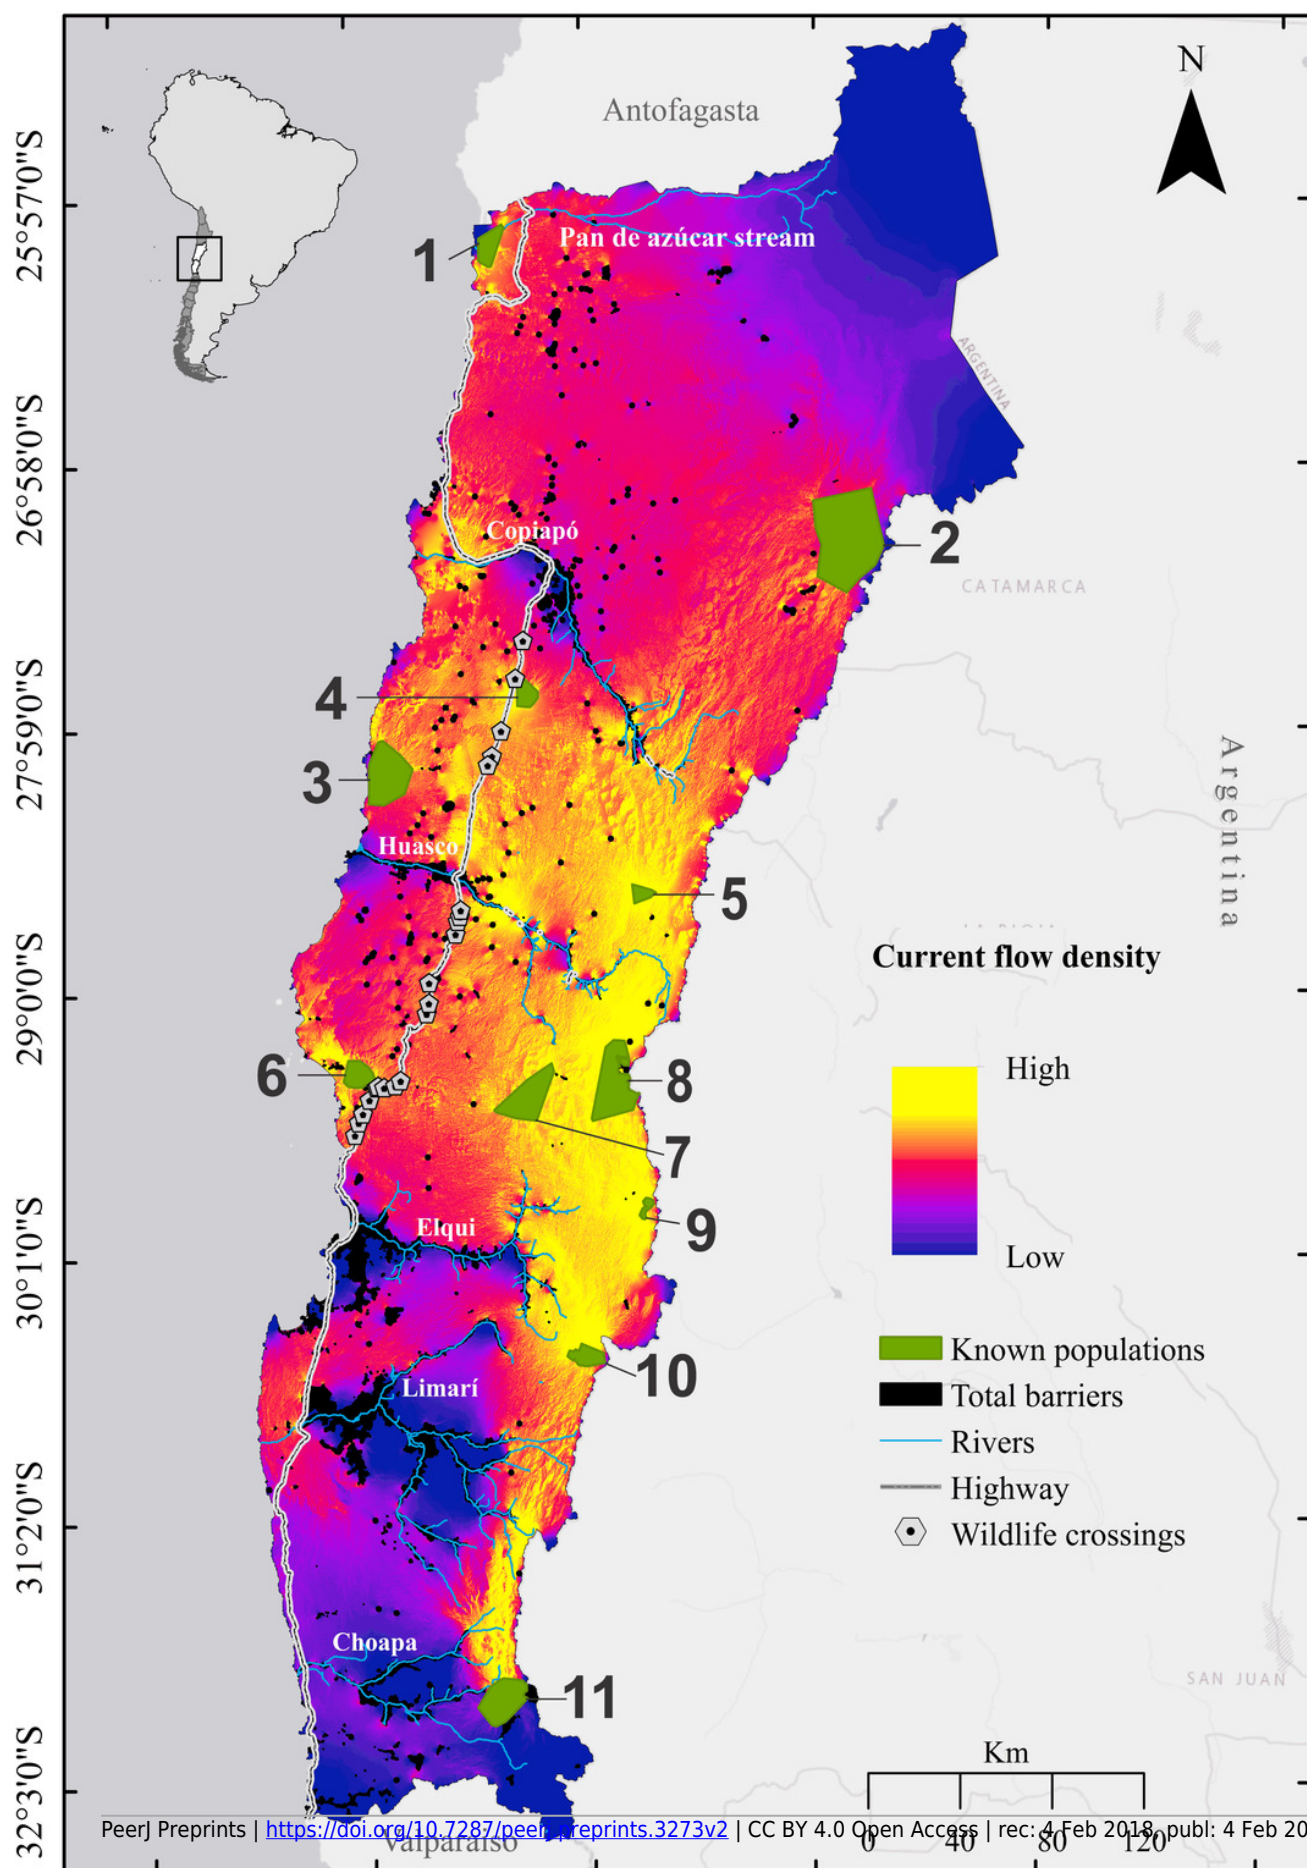 N
Antofagasta
25°57'0"S
Pan de azúcar stream
1
ARGENTINA
26°58'0"S
Copiapó
2
CATAMARCA
4
27°59'0"S
3
Argentina
Huasco
5
LA RIOJA
Current flow density
29°0'0"S
6
8
High
7
9
Elqui
30°1'0"S
Low
10
Known populations
Limarí
Total barriers
Rivers
Highway
31°2'0"S
Wildlife crossings
Choapa
SAN JUAN
11
Km
32°3'0"S
0 40 80 120
Valparaíso
PeerJ Preprints | https://doi.org/10.7287/peerj.preprints.3273v2 | CC BY 4.0 Open Access | rec: 4 Feb 2018, publ: 4 Feb 20